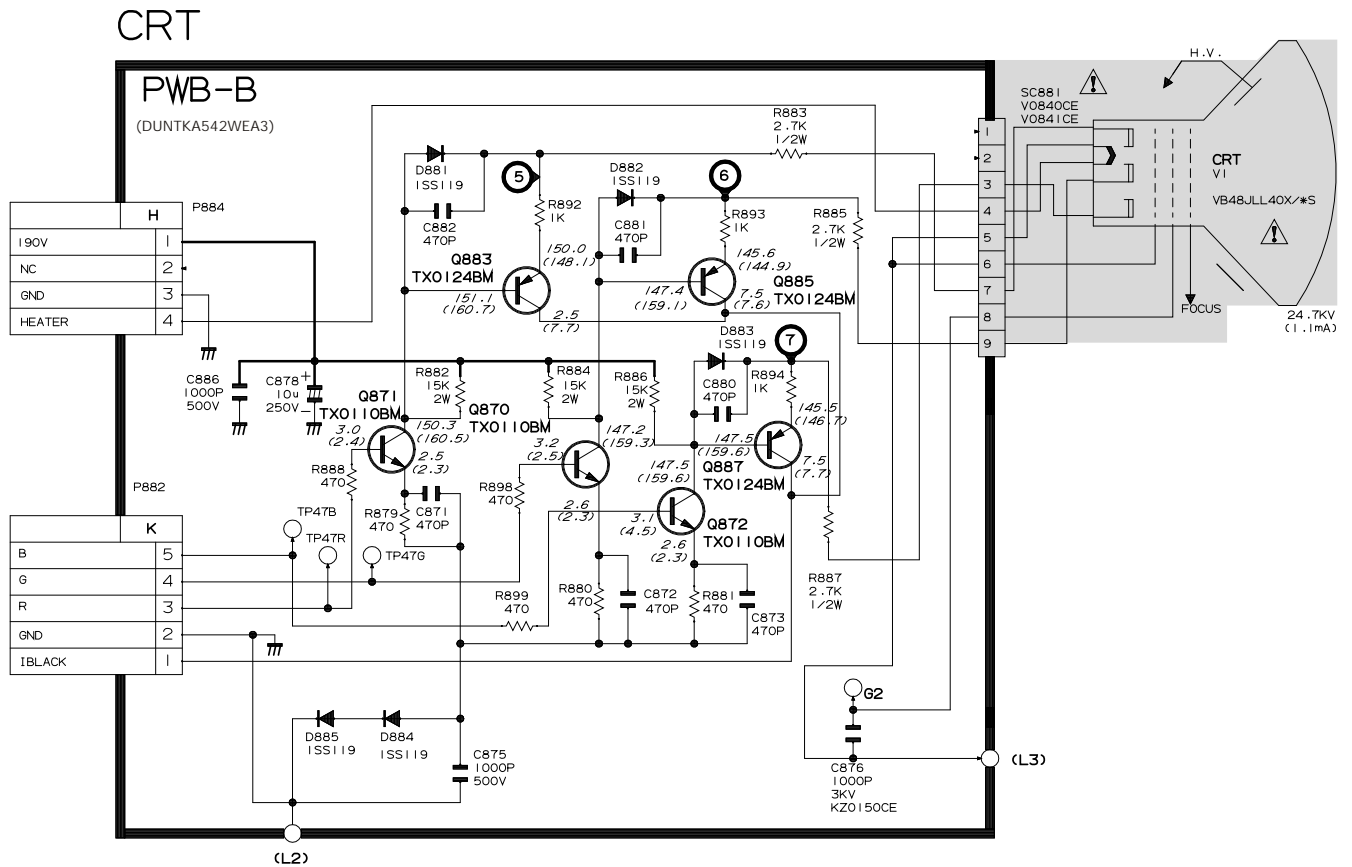 CRT
PWB-B
(DUNTKA542WEA3)
H
P884
190V
1
NC
2
GND
3
HEATER
4
D881
1SS119
C882
470P
5
R892
1K
Q883
TX0124BM
150.0
(148.1)
151.1
(160.7)
2.5
(7.7)
D882
1SS119
C881
470P
6
R893
1K
R883
2.7K
1/2W
R885
2.7K
1/2W
145.6
(144.9)
147.4
(159.1)
7.5
(7.6)
Q885
TX0124BM
C886
1000P
500V
C878
10u
250V
+
-
R882
15K
2W
R884
15K
2W
R886
15K
2W
D883
1SS119
C880
470P
7
R894
1K
145.5
(146.7)
147.5
(159.6)
7.5
(7.7)
Q887
TX0124BM
Q871
TX0110BM
3.0
(2.4)
150.3
(160.5)
2.5
(2.3)
Q870
TX0110BM
3.2
(2.5)
147.2
(159.3)
2.6
(2.3)
147.5
(159.6)
3.1
(4.5)
2.6
(2.3)
Q872
TX0110BM
R888
470
R879
470
C871
470P
R898
470
R899
470
R880
470
C872
470P
R881
470
C873
470P
R887
2.7K
1/2W
P882
K
B
5
G
4
R
3
GND
2
IBLACK
1
TP47B
TP47R
TP47G
D885
1SS119
D884
1SS119
C875
1000P
500V
G2
C876
1000P
3KV
KZ0150CE
(L2)
(L3)
1
2
3
4
5
6
7
8
9
SC881
V0840CE
V0841CE
!
H.V.
CRT
V1
VB48JLL40X/*S
!
FOCUS
24.7KV
(1.1mA)